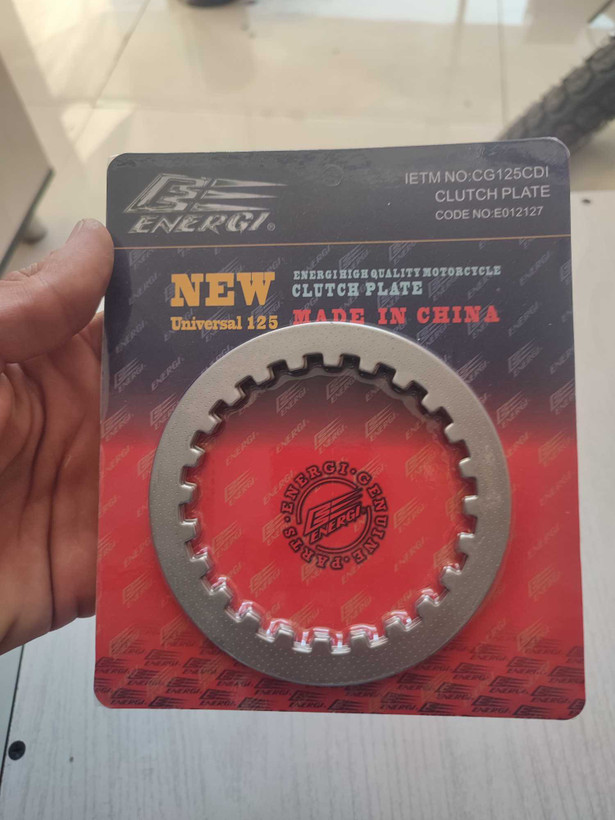 ENERGI®
IETM NO:CG125CDI
CLUTCH PLATE
CODE NO:E012127
NEW
Universal 125
ENERGI HIGH QUALITY MOTORCYCLE
CLUTCH PLATE
MADE IN CHINA
ENERGI·GENUINE·PARTS·
ENERGI